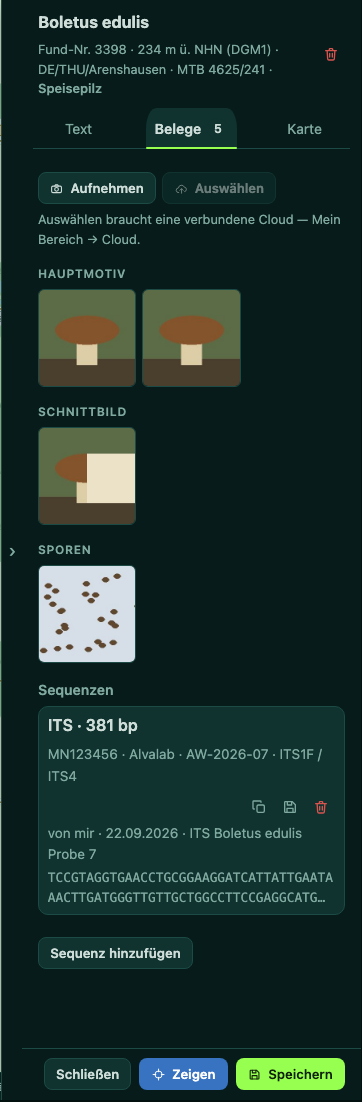 Boletus edulis
Fund-Nr. 3398 · 234 m ü. NHN (DGM1) ·
DE/THU/Arenshausen · MTB 4625/241 ·
Speisepilz
Text
Belege 5
Karte
Aufnehmen
Auswählen
Auswählen braucht eine verbundene Cloud — Mein
Bereich → Cloud.
HAUPTMOTIV
SCHNITTBILD
SPOREN
Sequenzen
ITS · 381 bp
MN123456 · Alvalab · AW-2026-07 · ITS1F /
ITS4
von mir · 22.09.2026 · ITS Boletus edulis
Probe 7
TCCGTAGGTGAACCTGCGGAAGGATCATTATTGAATA
AACTTGATGGGTTGTTGCTGGCCTTCCGAGGCATG…
Sequenz hinzufügen
Schließen
Zeigen
Speichern